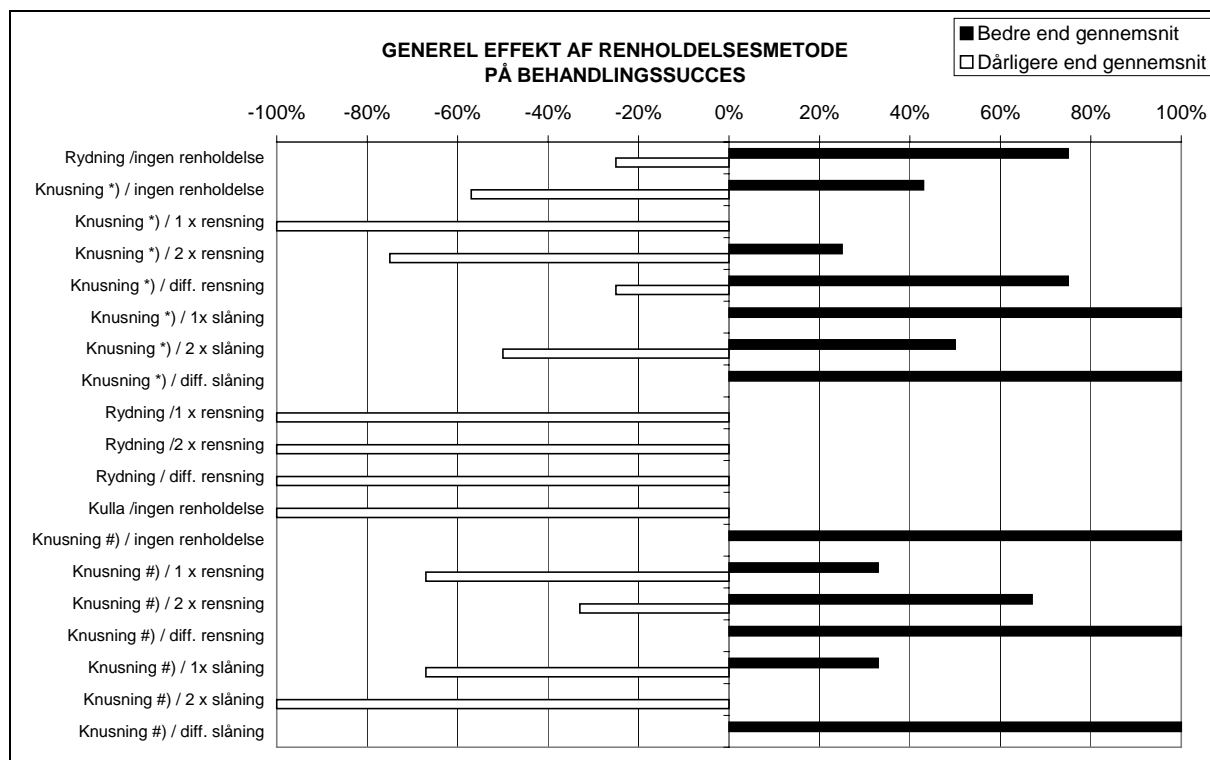 Bedre end gennemsnit
Dårligere end gennemsnit
GENEREL EFFEKT AF RENHOLDELSESMETODE
PÅ BEHANDLINGSSUCCES
-100% -80% -60% -40% -20% 0% 20% 40% 60% 80% 100%
Rydning /ingen renholdelse
Knusning *) / ingen renholdelse
Knusning *) / 1 x rensning
Knusning *) / 2 x rensning
Knusning *) / diff. rensning
Knusning *) / 1x slåning
Knusning *) / 2 x slåning
Knusning *) / diff. slåning
Rydning /1 x rensning
Rydning /2 x rensning
Rydning / diff. rensning
Kulla /ingen renholdelse
Knusning #) / ingen renholdelse
Knusning #) / 1 x rensning
Knusning #) / 2 x rensning
Knusning #) / diff. rensning
Knusning #) / 1x slåning
Knusning #) / 2 x slåning
Knusning #) / diff. slåning